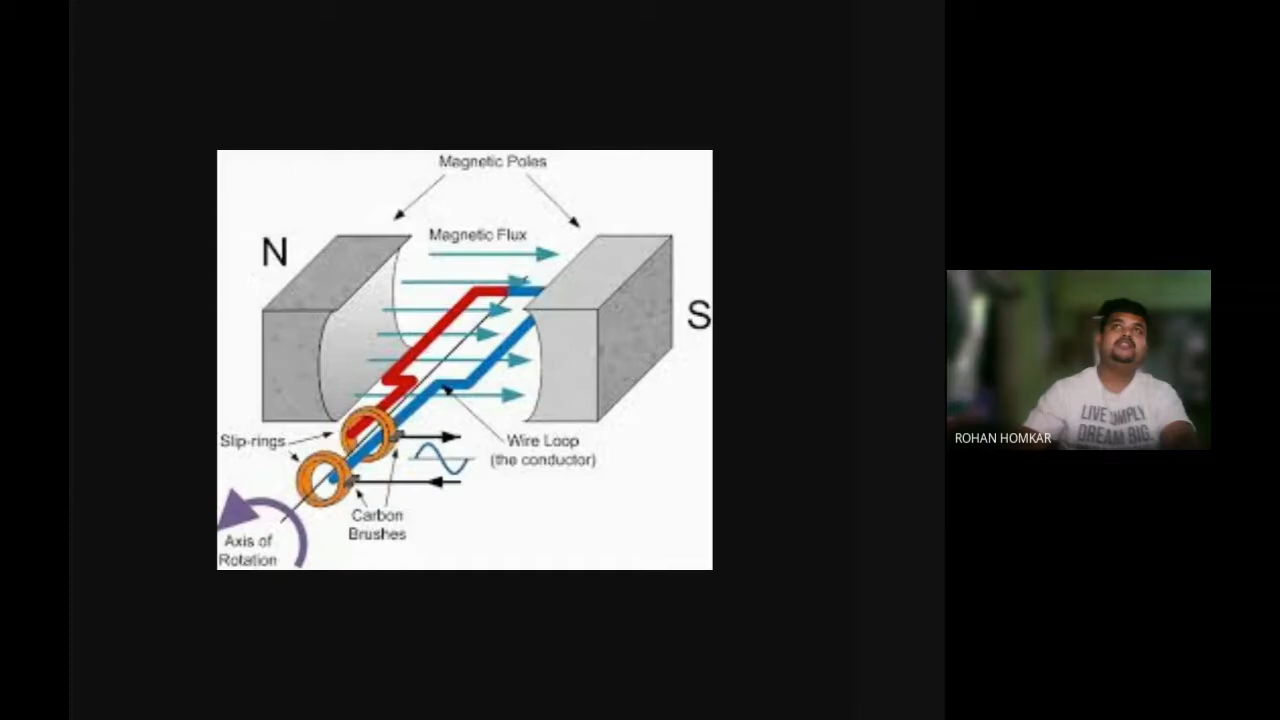 Magnetic Poles
N
Magnetic Flux
S
Slip-rings
Wire Loop
(the conductor)
Carbon
Brushes
Axis of
Rotation
LIVE SIMPLY
DREAM BIG
ROHAN HOMKAR